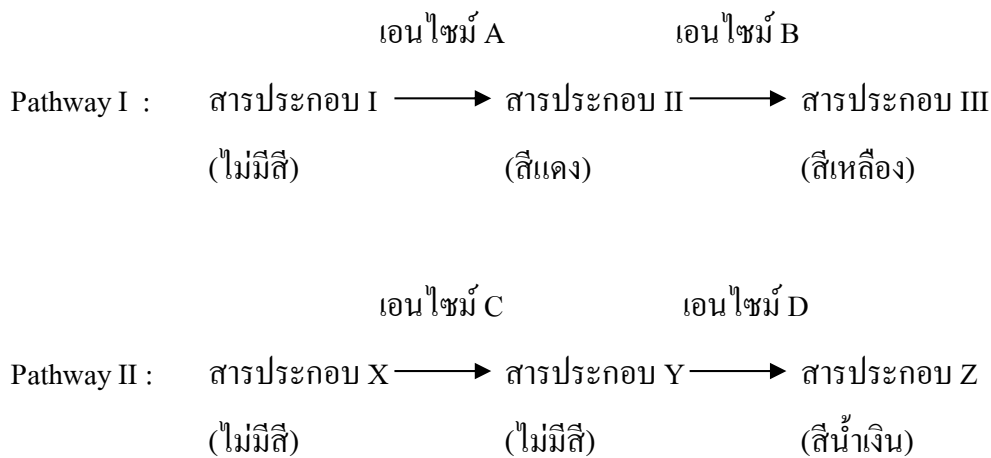 เอนไซม์ A เอนไซม์ B
Pathway I : สารประกอบ I สารประกอบ II สารประกอบ III
(ไม่มีสี) (สีแดง) (สีเหลือง)
เอนไซม์ C เอนไซม์ D
Pathway II : สารประกอบ X สารประกอบ Y สารประกอบ Z
(ไม่มีสี) (ไม่มีสี) (สีน้ำเงิน)